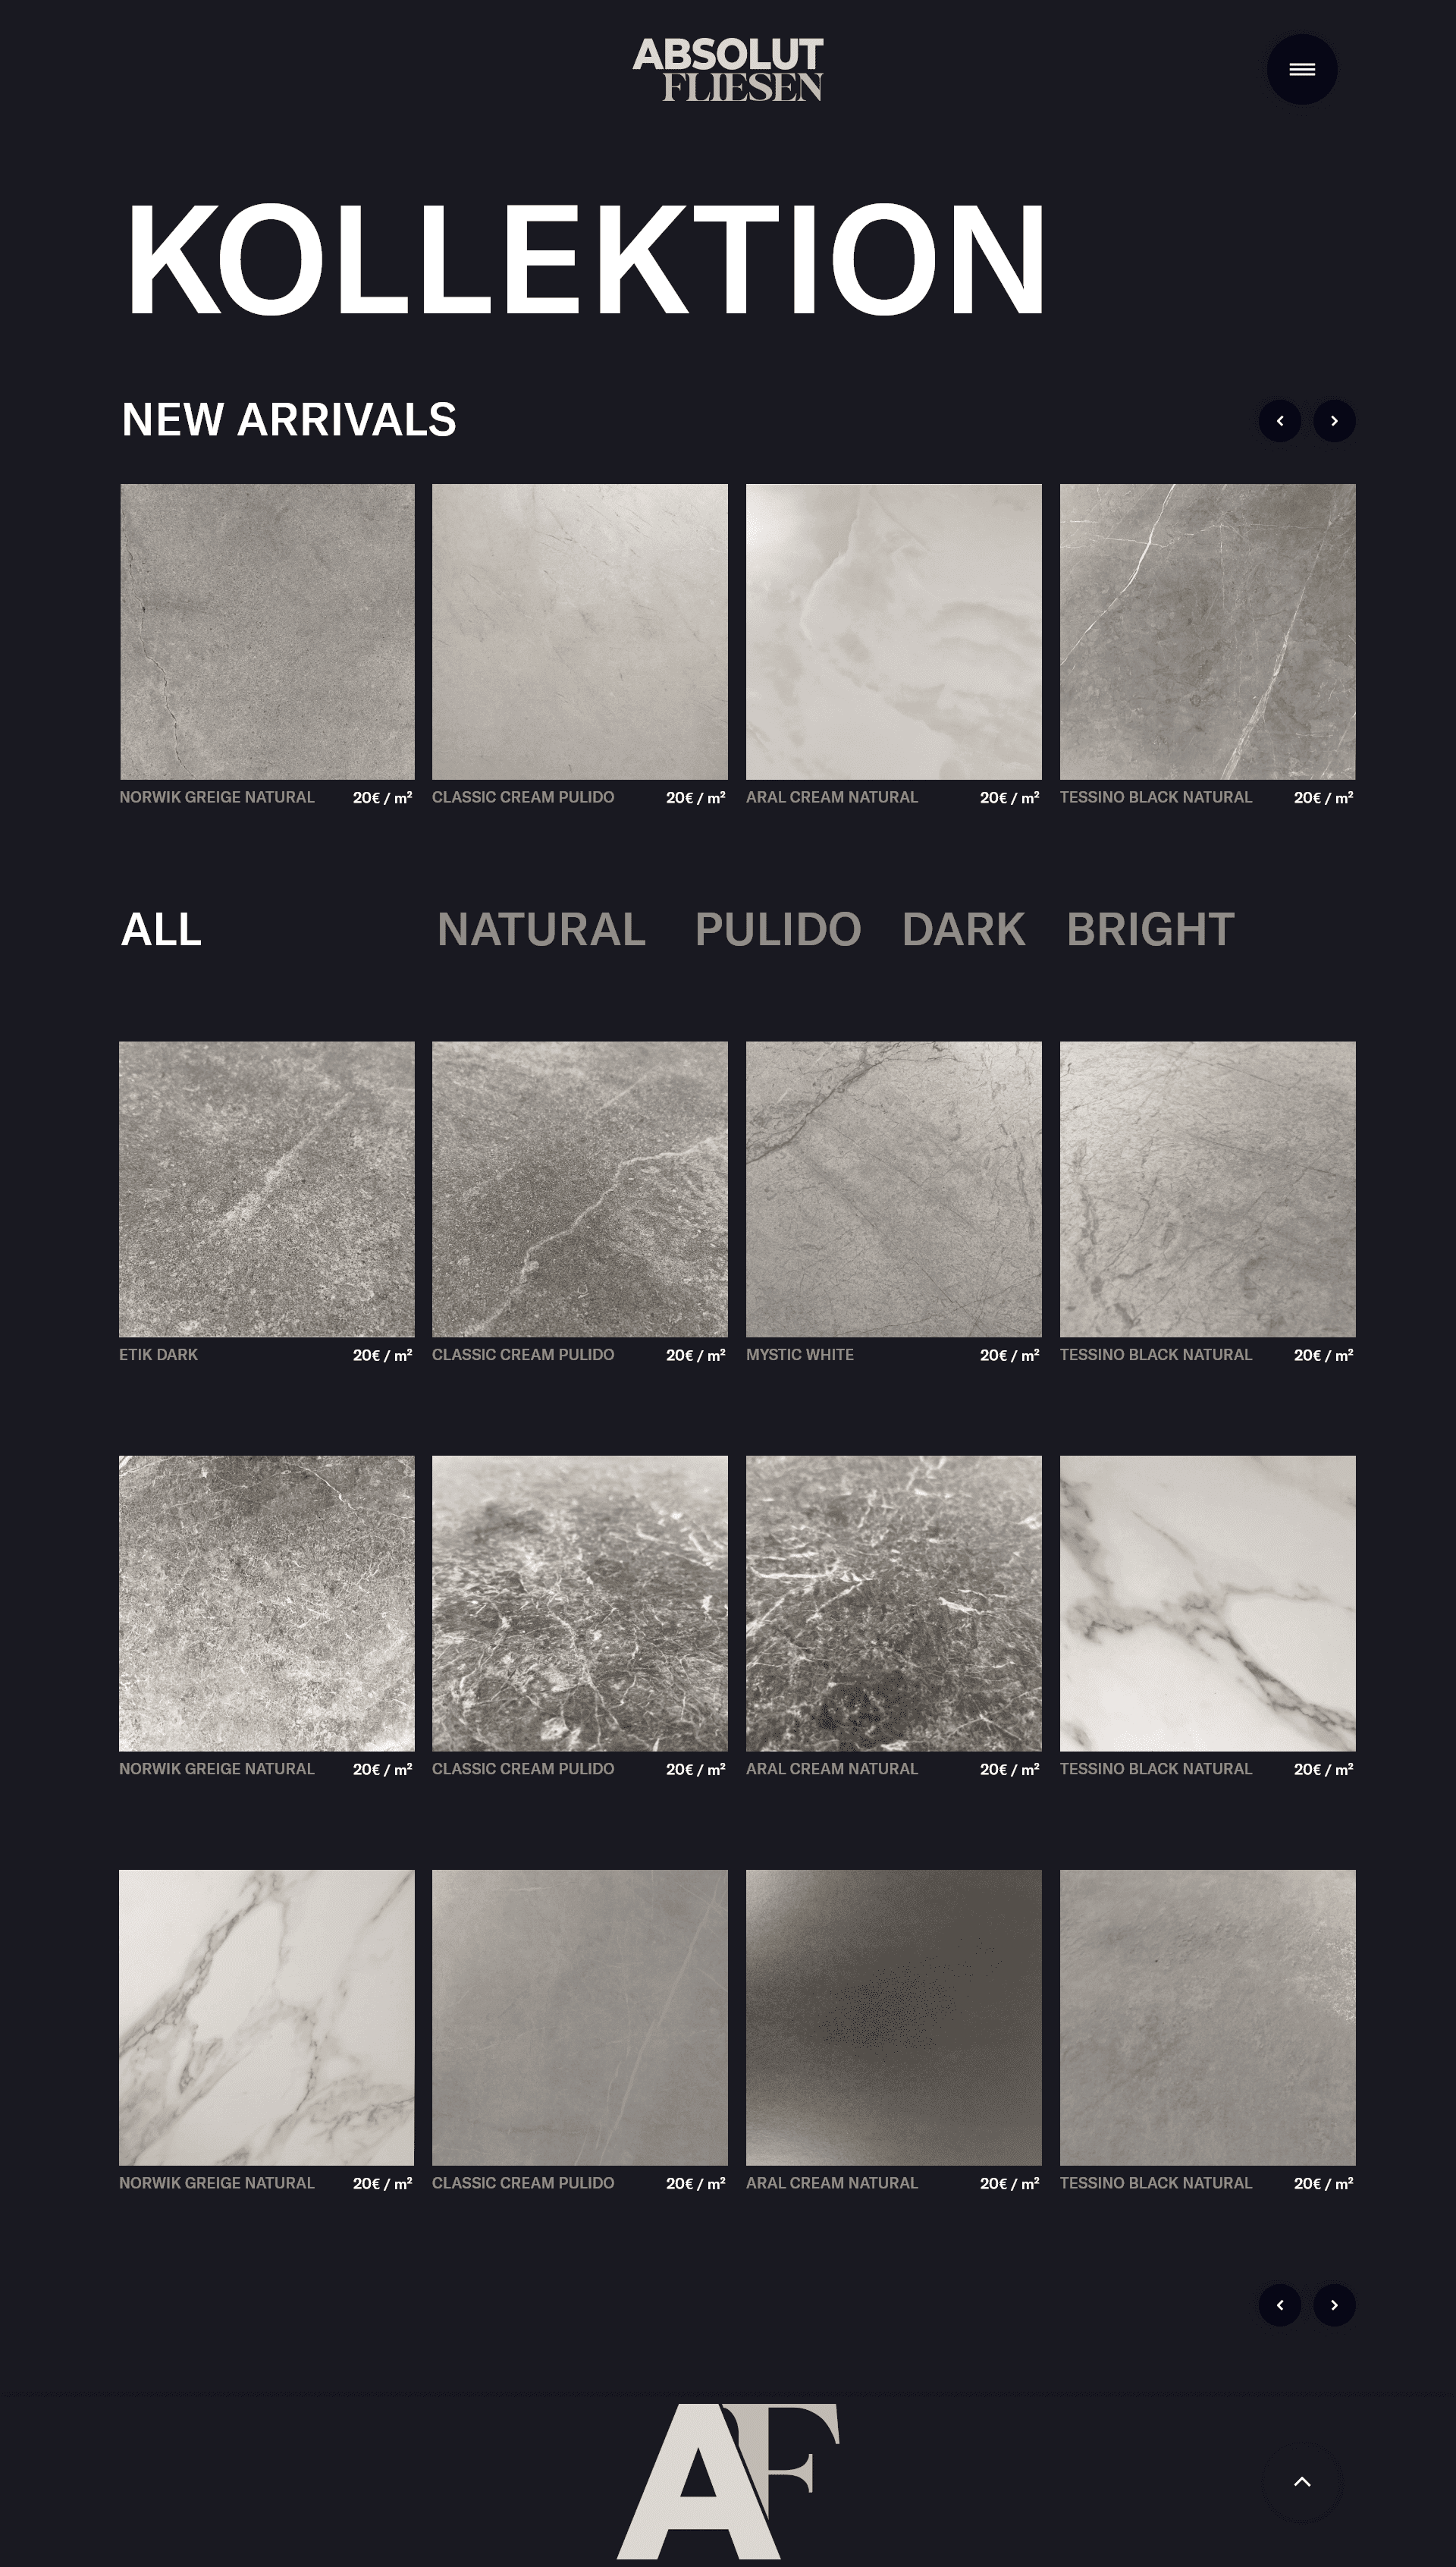 ABSOLUT
FLIESEN
KOLLEKTION
NEW ARRIVALS
NORWIK GREIGE NATURAL 20€ / m² CLASSIC CREAM PULIDO 20€ / m² ARAL CREAM NATURAL 20€ / m² TESSINO BLACK NATURAL 20€ / m²
ALL NATURAL PULIDO DARK BRIGHT
ETIK DARK 20€ / m² CLASSIC CREAM PULIDO 20€ / m² MYSTIC WHITE 20€ / m² TESSINO BLACK NATURAL 20€ / m²
NORWIK GREIGE NATURAL 20€ / m² CLASSIC CREAM PULIDO 20€ / m² ARAL CREAM NATURAL 20€ / m² TESSINO BLACK NATURAL 20€ / m²
NORWIK GREIGE NATURAL 20€ / m² CLASSIC CREAM PULIDO 20€ / m² ARAL CREAM NATURAL 20€ / m² TESSINO BLACK NATURAL 20€ / m²
AF